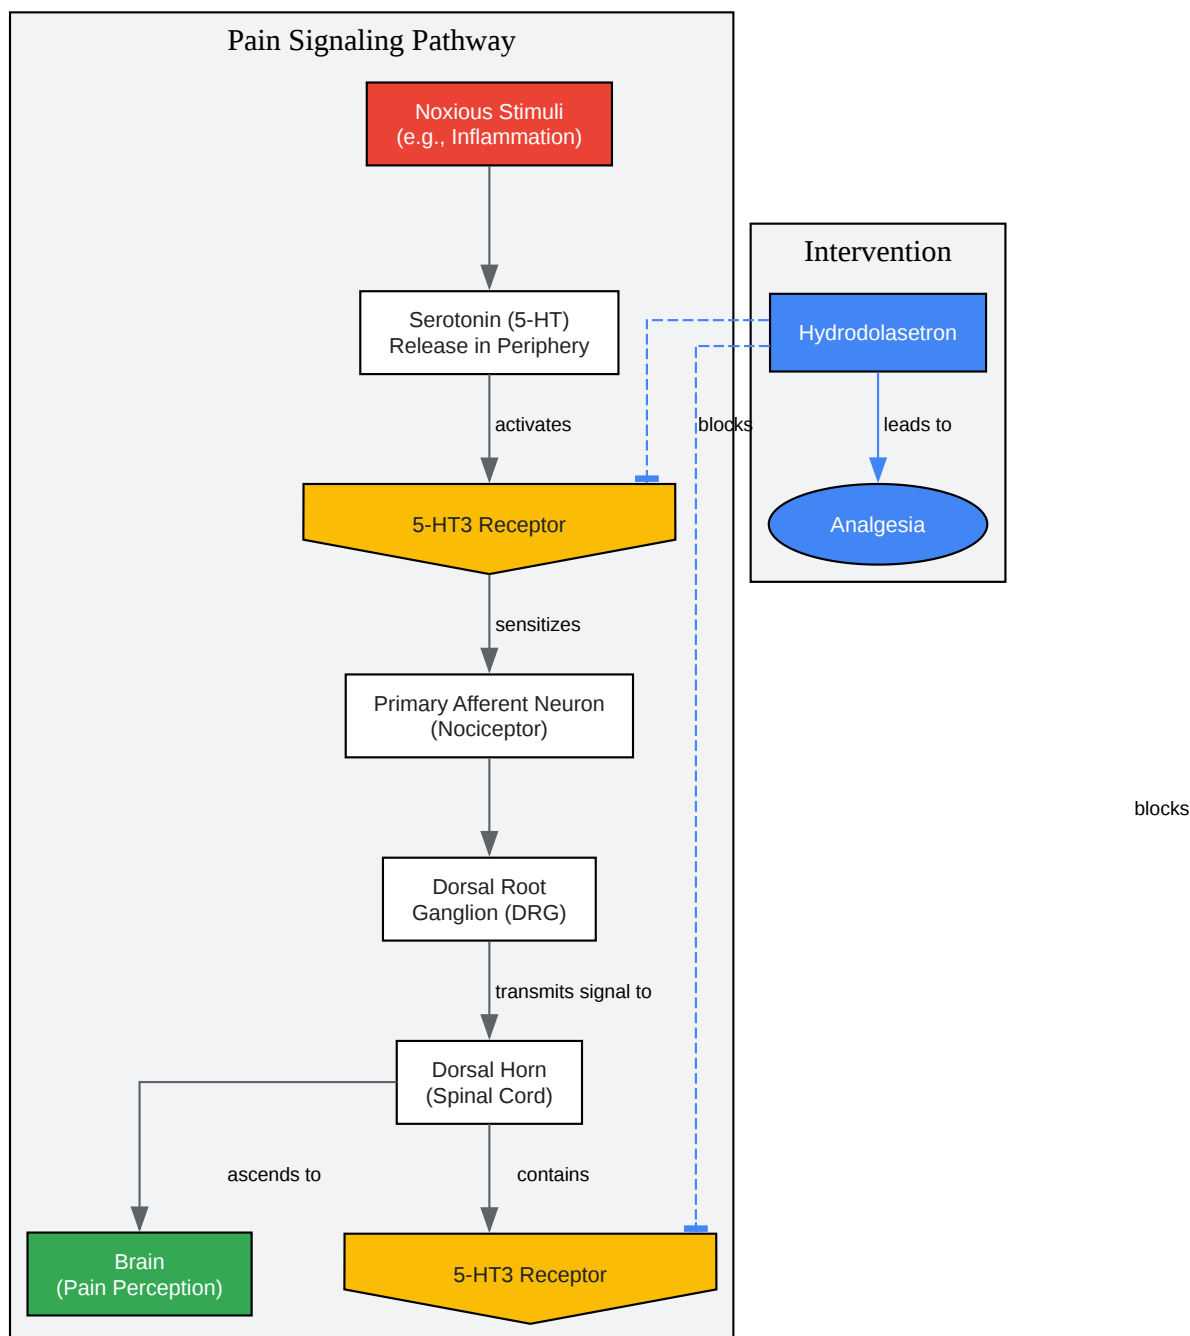 Pain Signaling Pathway
Noxious Stimuli
(e.g., Inflammation)
Intervention
Serotonin (5-HT)
Release in Periphery
Hydrodolasetron
activates
blocks
leads to
5-HT3 Receptor
Analgesia
sensitizes
Primary Afferent Neuron
(Nociceptor)
blocks
Dorsal Root
Ganglion (DRG)
transmits signal to
Dorsal Horn
(Spinal Cord)
ascends to
contains
Brain
(Pain Perception)
5-HT3 Receptor